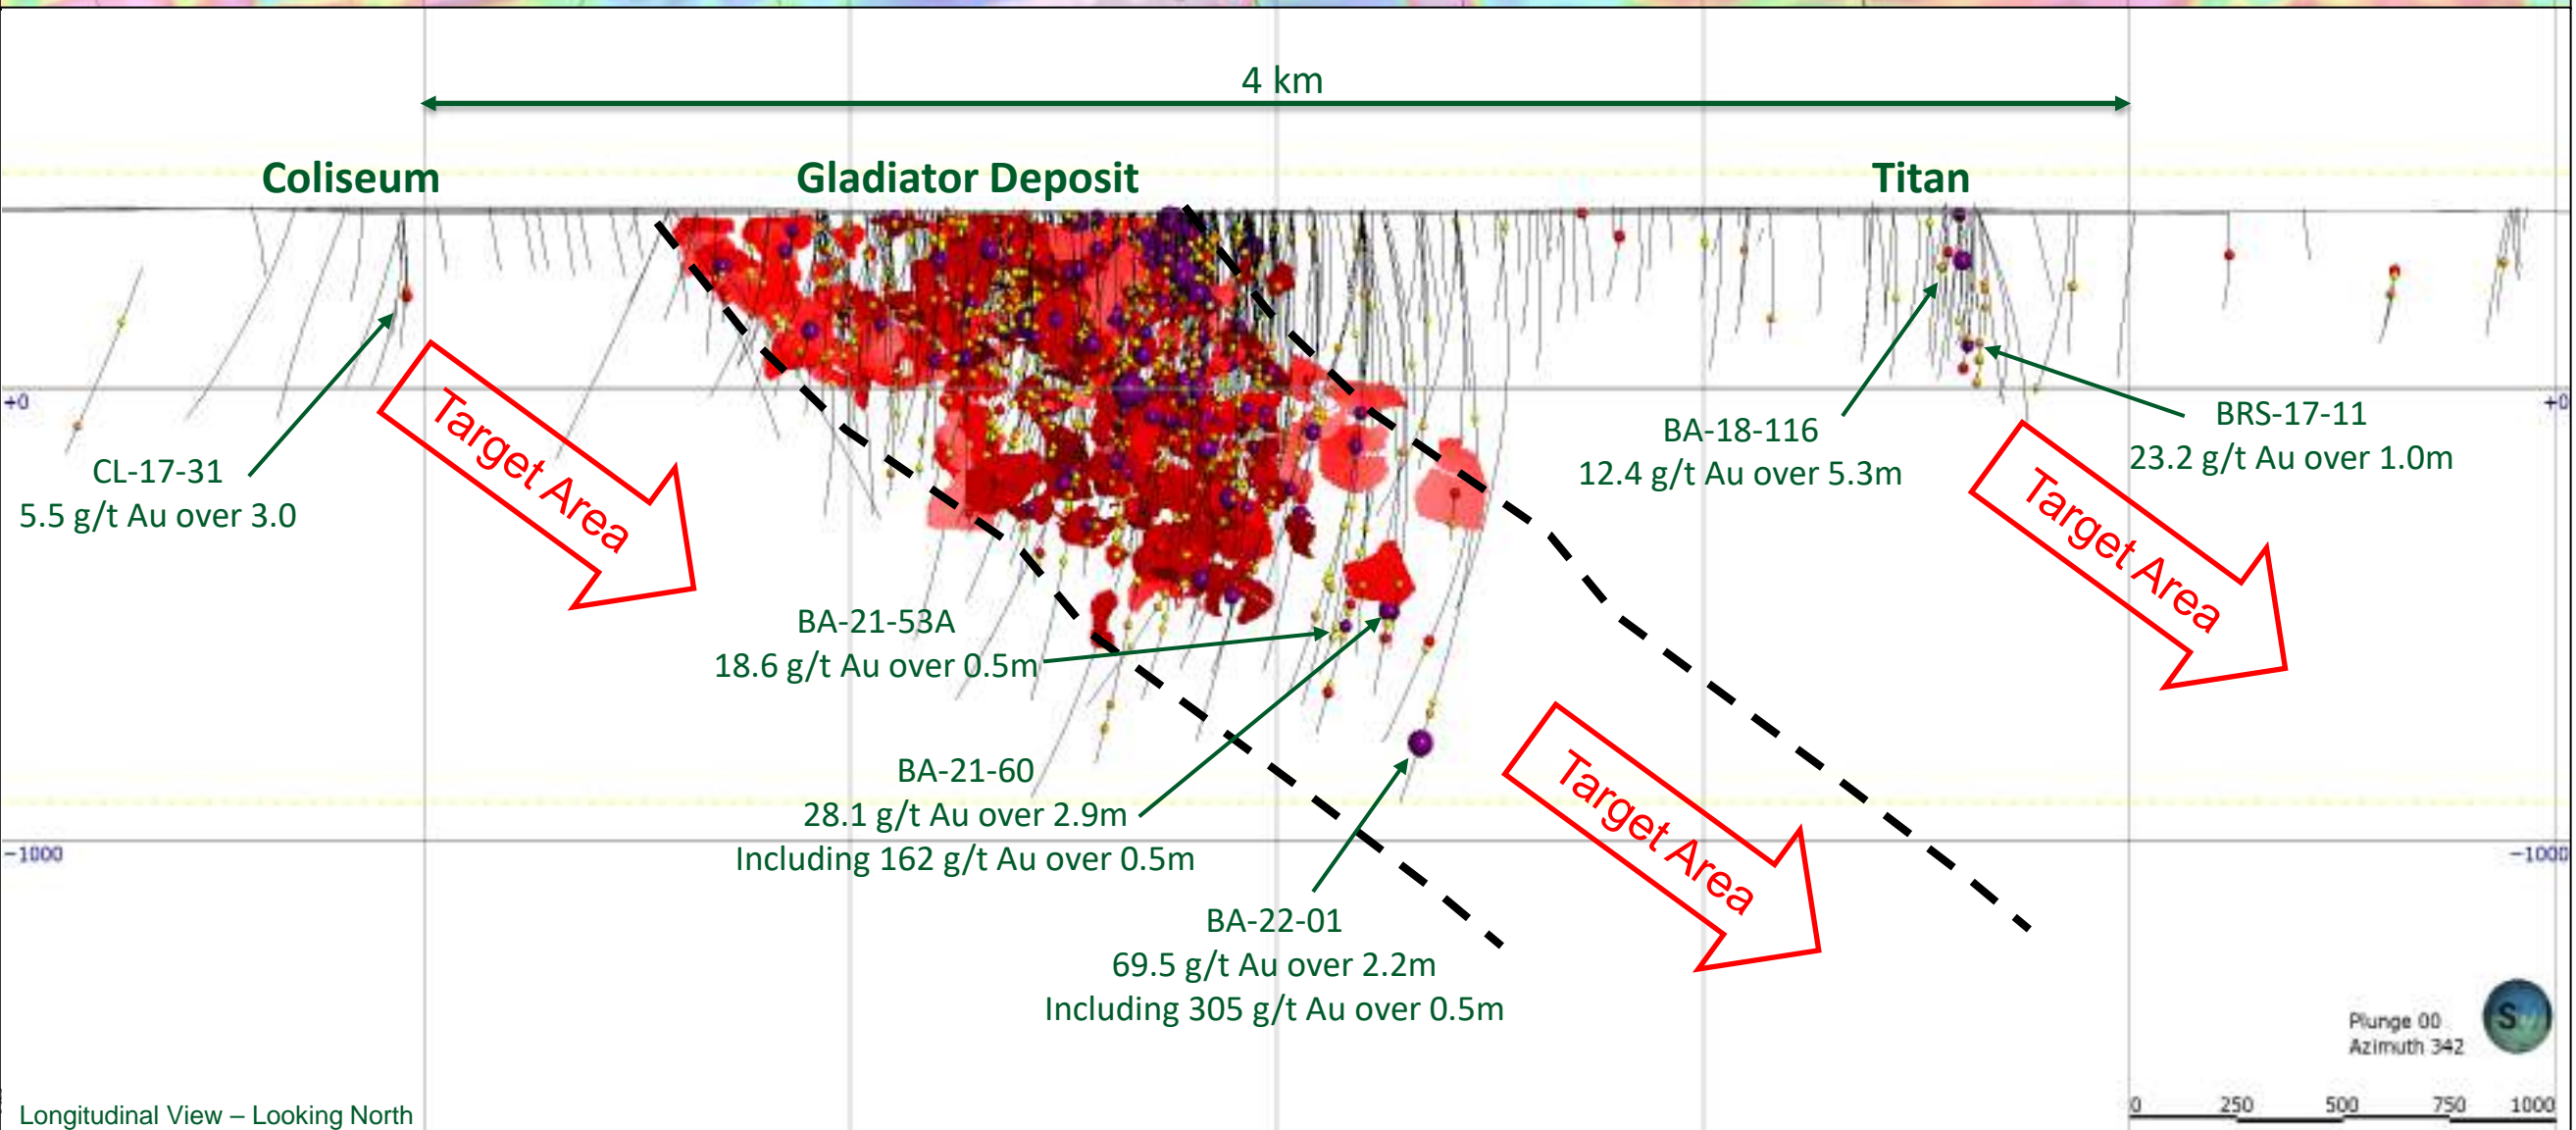 4 km
Coliseum
Gladiator Deposit
Titan
+0
+0
CL-17-31
5.5 g/t Au over 3.0
Target Area
BA-18-116
12.4 g/t Au over 5.3m
BRS-17-11
23.2 g/t Au over 1.0m
Target Area
BA-21-53A
18.6 g/t Au over 0.5m
BA-21-60
28.1 g/t Au over 2.9m
Including 162 g/t Au over 0.5m
Target Area
-1000
-1000
BA-22-01
69.5 g/t Au over 2.2m
Including 305 g/t Au over 0.5m
Plunge 00
Azimuth 342
S
0 250 500 750 1000
Longitudinal View – Looking North